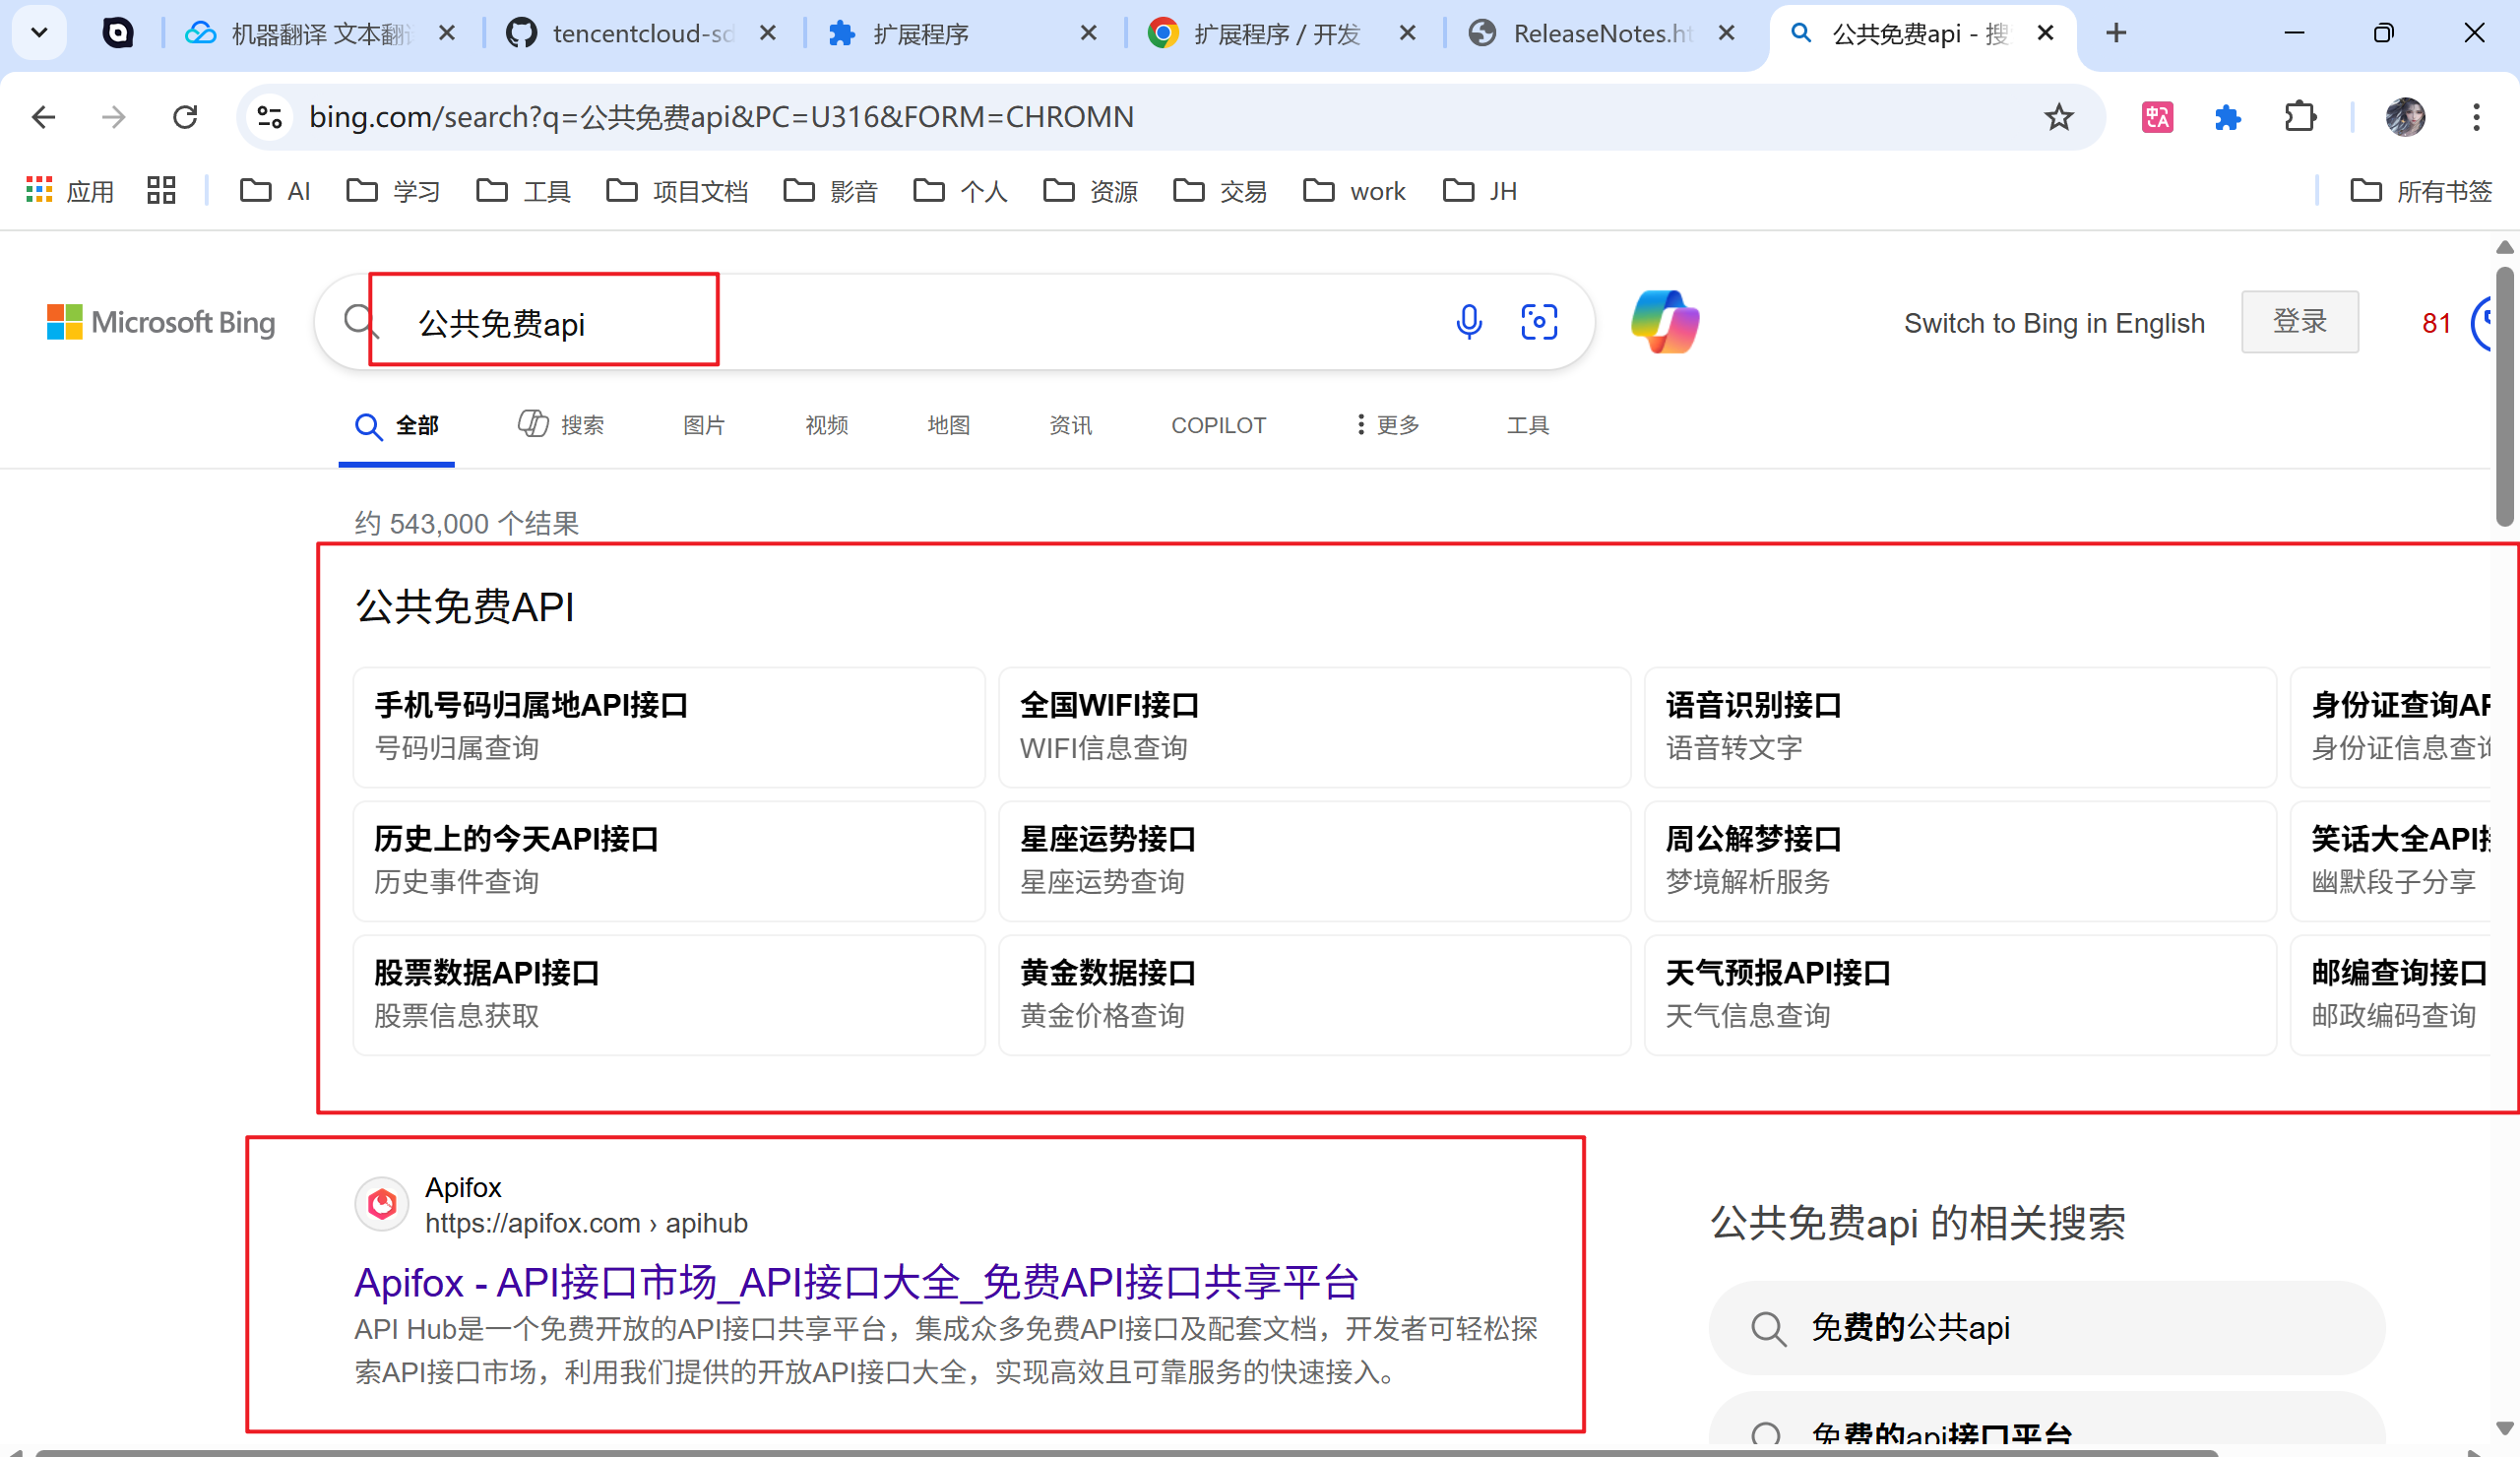 机器翻译 文本翻
tencentcloud-sd
扩展程序
扩展程序 / 开发
ReleaseNotes.ht
公共免费api - 搜
bing.com/search?q=公共免费api&PC=U316&FORM=CHROMN
应用
AI
学习
工具
项目文档
影音
个人
资源
交易
work
JH
所有书签
Microsoft Bing
公共免费api
Switch to Bing in English
登录
81
全部
搜索
图片
视频
地图
资讯
COPILOT
更多
工具
约 543,000 个结果
公共免费API
手机号码归属地API接口
号码归属查询
全国WIFI接口
WIFI信息查询
语音识别接口
语音转文字
身份证查询AP
身份证信息查询
历史上的今天API接口
历史事件查询
星座运势接口
星座运势查询
周公解梦接口
梦境解析服务
笑话大全API接
幽默段子分享
股票数据API接口
股票信息获取
黄金数据接口
黄金价格查询
天气预报API接口
天气信息查询
邮编查询接口
邮政编码查询
Apifox
https://apifox.com › apihub
Apifox - API接口市场_API接口大全_免费API接口共享平台
API Hub是一个免费开放的API接口共享平台，集成众多免费API接口及配套文档，开发者可轻松探
索API接口市场，利用我们提供的开放API接口大全，实现高效且可靠服务的快速接入。
公共免费api 的相关搜索
免费的公共api
免费的api接口平台